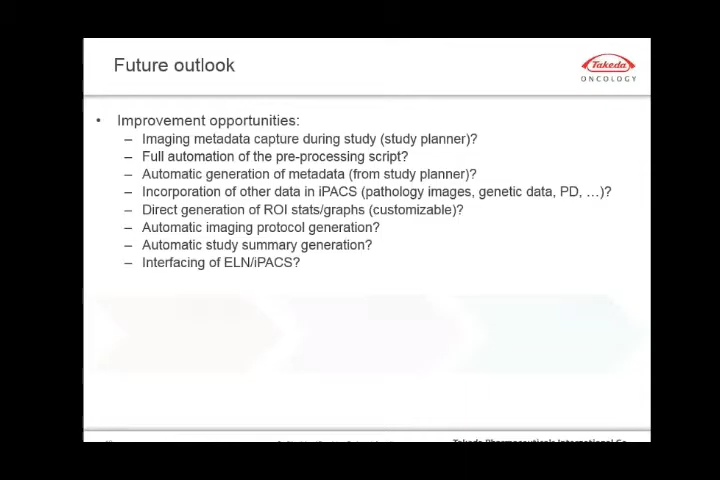 Future outlook
Takeda
ONCOLOGY
• Improvement opportunities:
– Imaging metadata capture during study (study planner)?
– Full automation of the pre-processing script?
– Automatic generation of metadata (from study planner)?
– Incorporation of other data in iPACS (pathology images, genetic data, PD, …)?
– Direct generation of ROI stats/graphs (customizable)?
– Automatic imaging protocol generation?
– Automatic study summary generation?
– Interfacing of ELN/iPACS?
Takeda Pharmaceuticals International Co